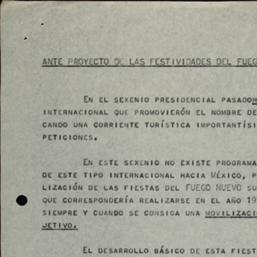 ANTE PROYECTO DE LAS FESTIVIDADES DEL FUEG
EN EL SEXENIO PRESIDENCIAL PASADO
INTERNACIONAL QUE PROMOVIERÓN EL NOMBRE DE
CANDO UNA CORRIENTE TURÍSTICA IMPORTANTÍSI
PETICIONES.
EN ESTE SEXENIO NO EXISTE PROGRAMA
DE ESTE TIPO INTERNACIONAL HACIA MÉXICO, P
LIZACIÓN DE LAS FIESTAS DEL FUEGO NUEVO SU
QUE CORRESPONDERÍA REALIZARSE EN EL AÑO 19
SIEMPRE Y CUANDO SE CONSIGA UNA MOVILIZACI
JETIVO.
EL DESARROLLO BÁSICO DE ESTA FIEST